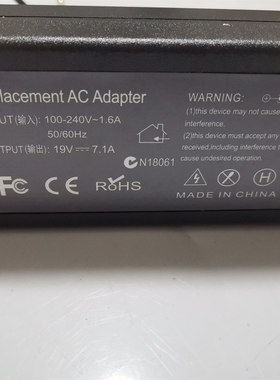 lacement AC Adapter
UT(输入): 100-240V~1.6A
50/60Hz
TPUT(输出): 19V⎓7.1A
N18061
FC CE RoHS
WARNING:
(1)this device may not cause
interference.
(2)this device must accept any
received,including interference
cause undesired operation.
MADE IN CHINA